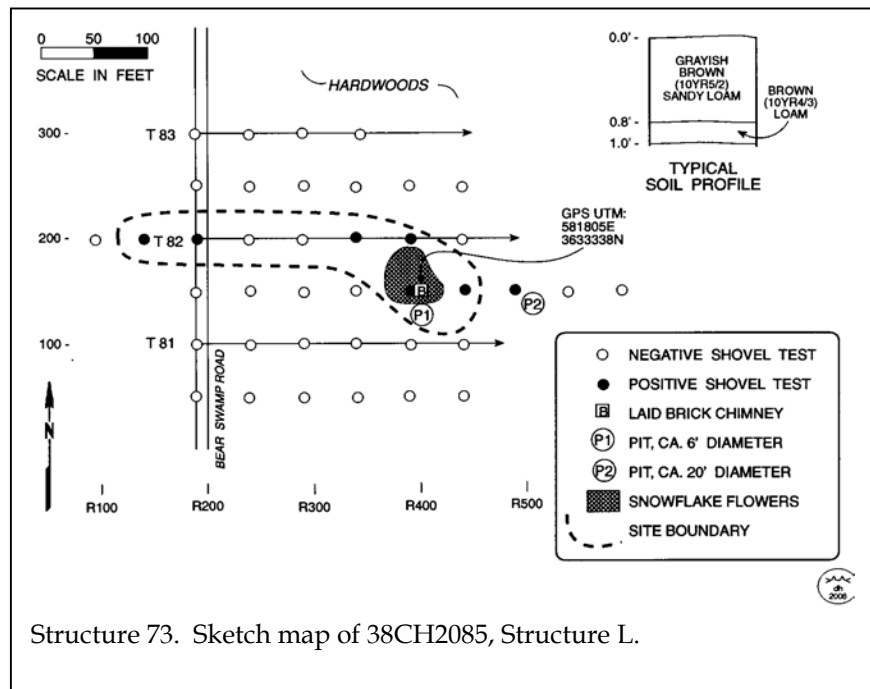 0 50 100
SCALE IN FEET
HARDWOODS
0.0' -
GRAYISH
BROWN
(10YR5/2)
SANDY LOAM
BROWN
(10YR4/3)
LOAM
0.8' -
1.0' -
TYPICAL
SOIL PROFILE
300 -
T 83
GPS UTM:
581805E
3633338N
200 -
T 82
B
P1
P2
100 -
T 81
BEAR SWAMP ROAD
N
R100 R200 R300 R400 R500
NEGATIVE SHOVEL TEST
POSITIVE SHOVEL TEST
B LAID BRICK CHIMNEY
P1 PIT, CA. 6' DIAMETER
P2 PIT, CA. 20' DIAMETER
SNOWFLAKE FLOWERS
SITE BOUNDARY
dh
2008
Structure 73. Sketch map of 38CH2085, Structure L.